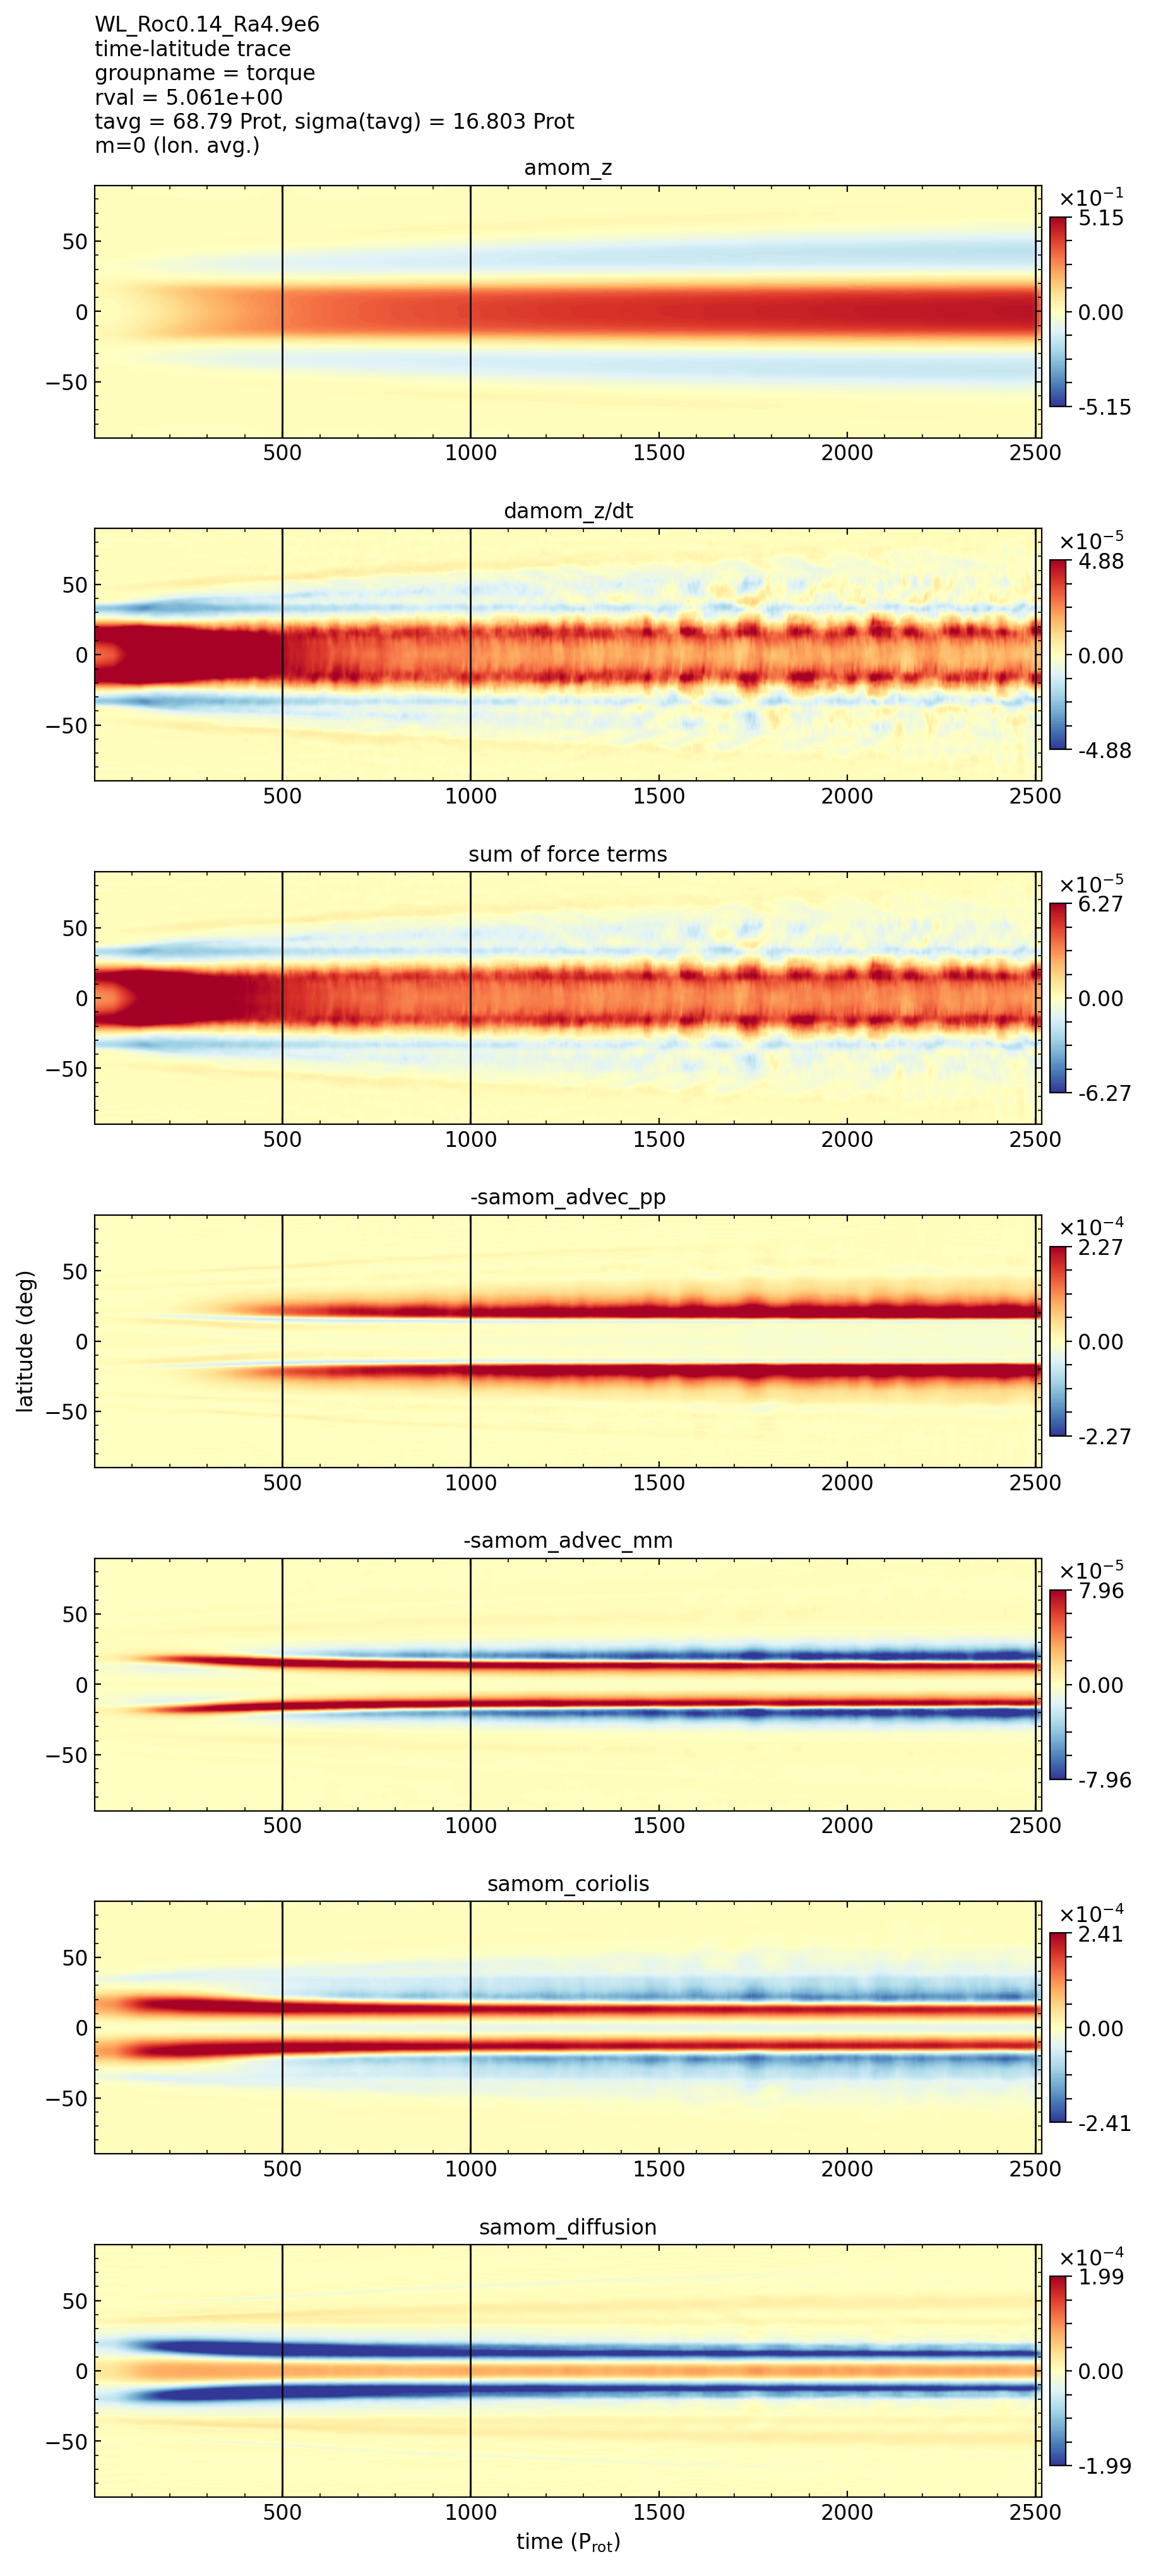 WL_Roc0.14_Ra4.9e6
time-latitude trace
groupname = torque
rval = 5.061e+00
tavg = 68.79 Prot, sigma(tavg) = 16.803 Prot
m=0 (lon. avg.)
amom_z
×10⁻¹
5.15
50
0
0.00
−50
-5.15
500 1000 1500 2000 2500
damom_z/dt
×10⁻⁵
4.88
50
0
0.00
−50
-4.88
500 1000 1500 2000 2500
sum of force terms
×10⁻⁵
6.27
50
0
0.00
−50
-6.27
500 1000 1500 2000 2500
-samom_advec_pp
×10⁻⁴
2.27
50
0
0.00
−50
-2.27
latitude (deg)
500 1000 1500 2000 2500
-samom_advec_mm
×10⁻⁵
7.96
50
0
0.00
−50
-7.96
500 1000 1500 2000 2500
samom_coriolis
×10⁻⁴
2.41
50
0
0.00
−50
-2.41
500 1000 1500 2000 2500
samom_diffusion
×10⁻⁴
1.99
50
0
0.00
−50
-1.99
500 1000 1500 2000 2500
time (P_rot)